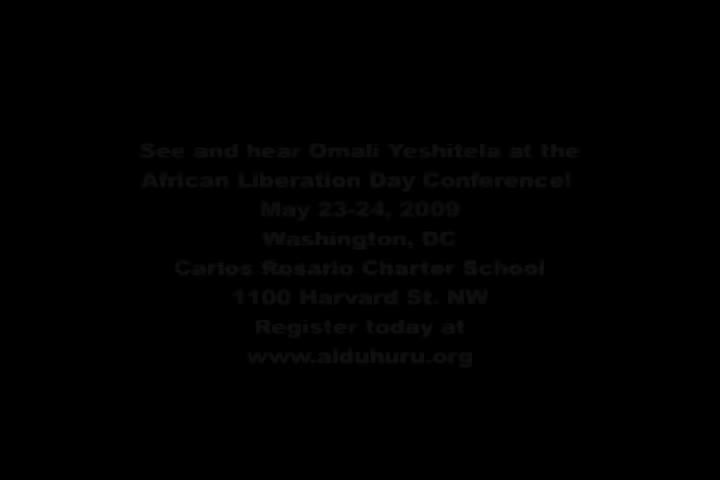 See and hear Omali Yeshitela at the
African Liberation Day Conference!
May 23-24, 2009
Washington, DC
Carlos Rosario Charter School
1100 Harvard St. NW
Register today at
www.alduhuru.org